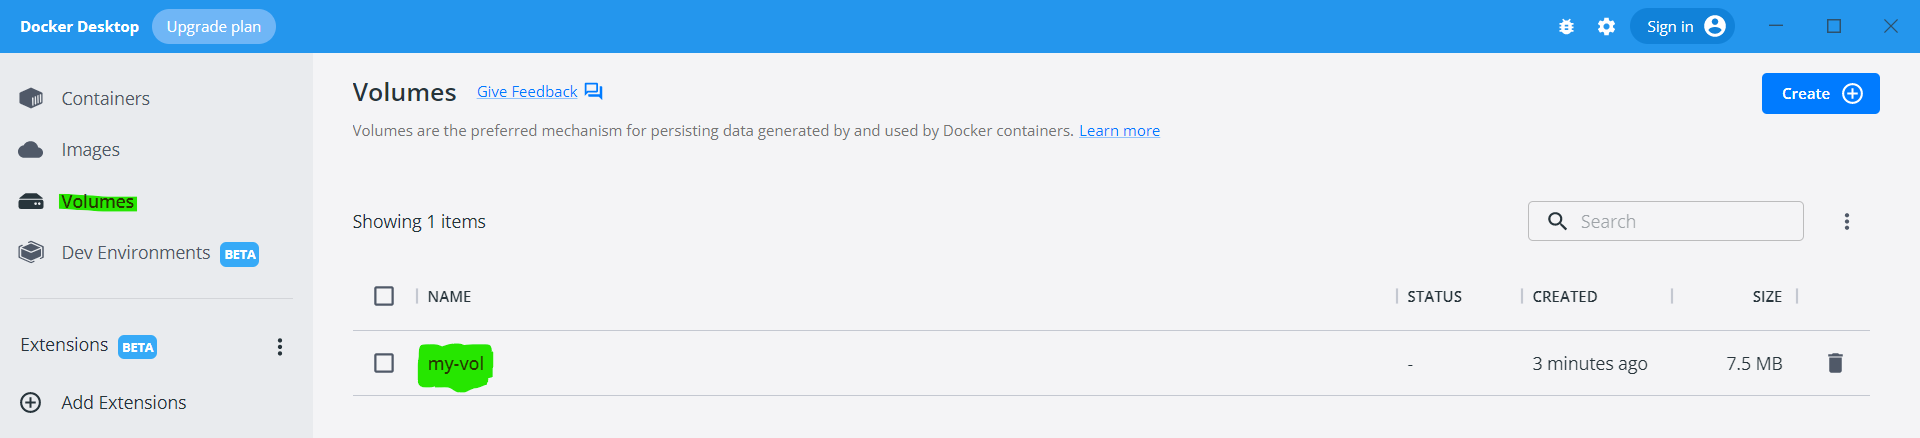 Docker Desktop Upgrade plan Sign in
Containers
Images
Volumes
Dev Environments BETA
Extensions BETA
Add Extensions
Volumes Give Feedback
Create
Volumes are the preferred mechanism for persisting data generated by and used by Docker containers. Learn more
Showing 1 items
Search
NAME STATUS CREATED SIZE
my-vol - 3 minutes ago 7.5 MB